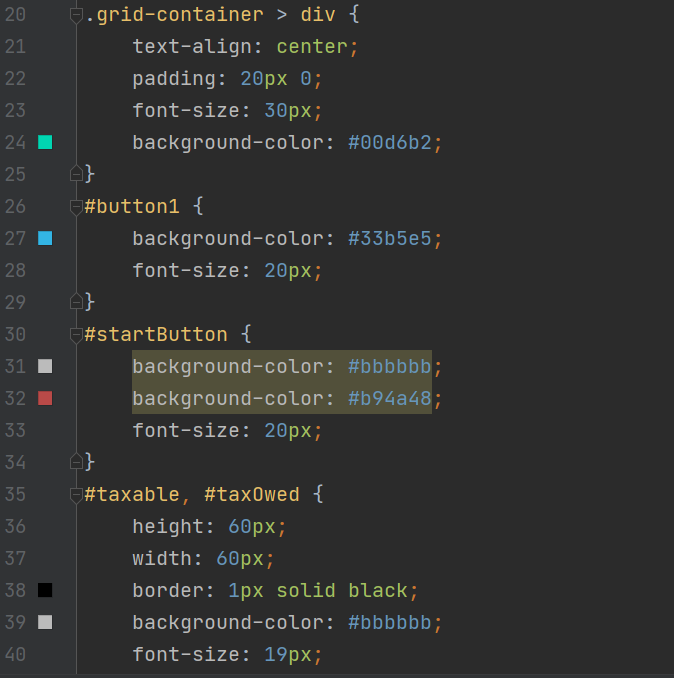 20 .grid-container > div {
21     text-align: center;
22     padding: 20px 0;
23     font-size: 30px;
24     background-color: #00d6b2;
25 }
26 #button1 {
27     background-color: #33b5e5;
28     font-size: 20px;
29 }
30 #startButton {
31     background-color: #bbbbbb;
32     background-color: #b94a48;
33     font-size: 20px;
34 }
35 #taxable, #taxOwed {
36     height: 60px;
37     width: 60px;
38     border: 1px solid black;
39     background-color: #bbbbbb;
40     font-size: 19px;